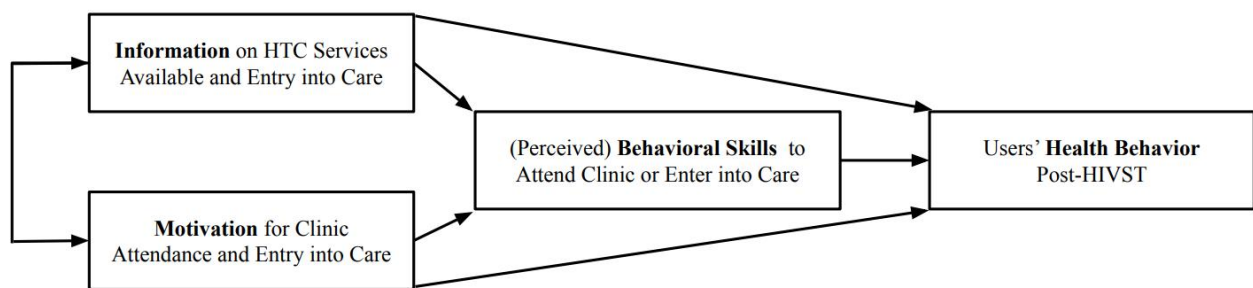 Information on HTC Services
Available and Entry into Care
(Perceived) Behavioral Skills to
Attend Clinic or Enter into Care
Users’ Health Behavior
Post-HIVST
Motivation for Clinic
Attendance and Entry into Care